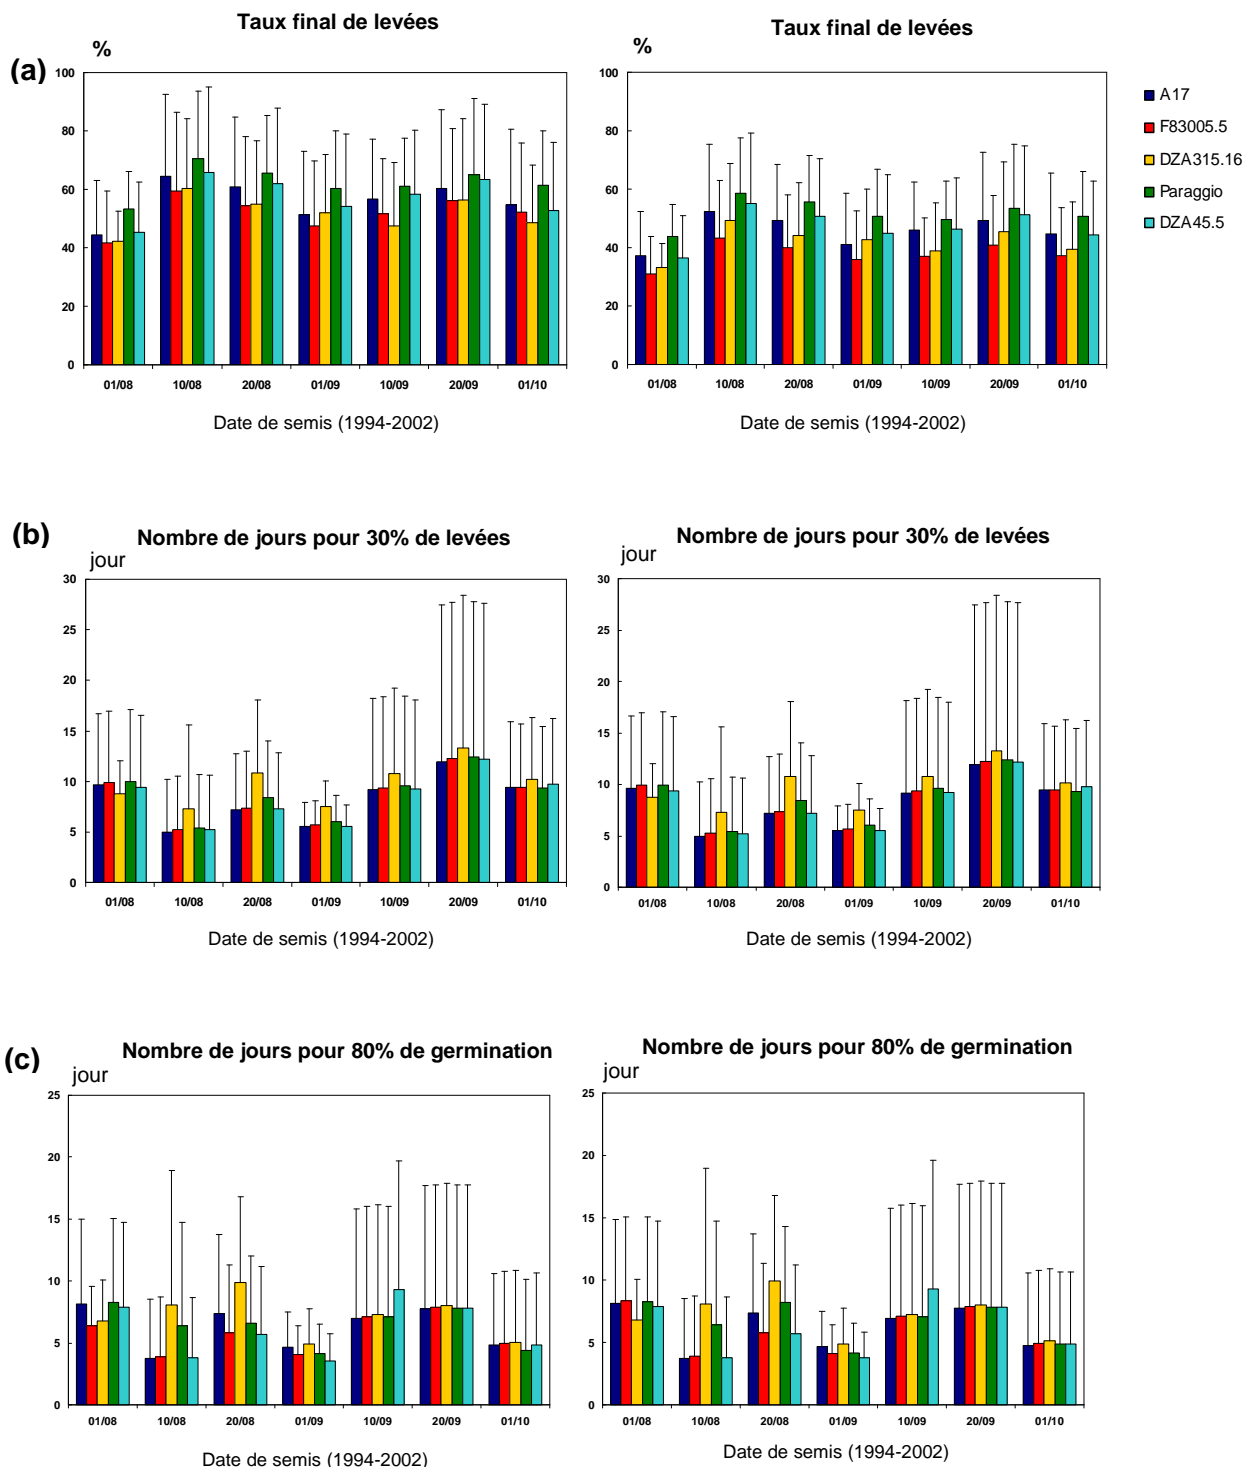 Taux final de levées
%
(a)
100
80
60
40
20
0
01/08 10/08 20/08 01/09 10/09 20/09 01/10
Date de semis (1994-2002)
Taux final de levées
%
100
80
60
40
20
0
01/08 10/08 20/08 01/09 10/09 20/09 01/10
Date de semis (1994-2002)
A17
F83005.5
DZA315.16
Paraggio
DZA45.5
(b)
Nombre de jours pour 30% de levées
jour
30
25
20
15
10
5
0
01/08 10/08 20/08 01/09 10/09 20/09 01/10
Date de semis (1994-2002)
Nombre de jours pour 30% de levées
jour
30
25
20
15
10
5
0
01/08 10/08 20/08 01/09 10/09 20/09 01/10
Date de semis (1994-2002)
(c)
Nombre de jours pour 80% de germination
jour
25
20
15
10
5
0
01/08 10/08 20/08 01/09 10/09 20/09 01/10
Date de semis (1994-2002)
Nombre de jours pour 80% de germination
jour
25
20
15
10
5
0
01/08 10/08 20/08 01/09 10/09 20/09 01/10
Date de semis (1994-2002)